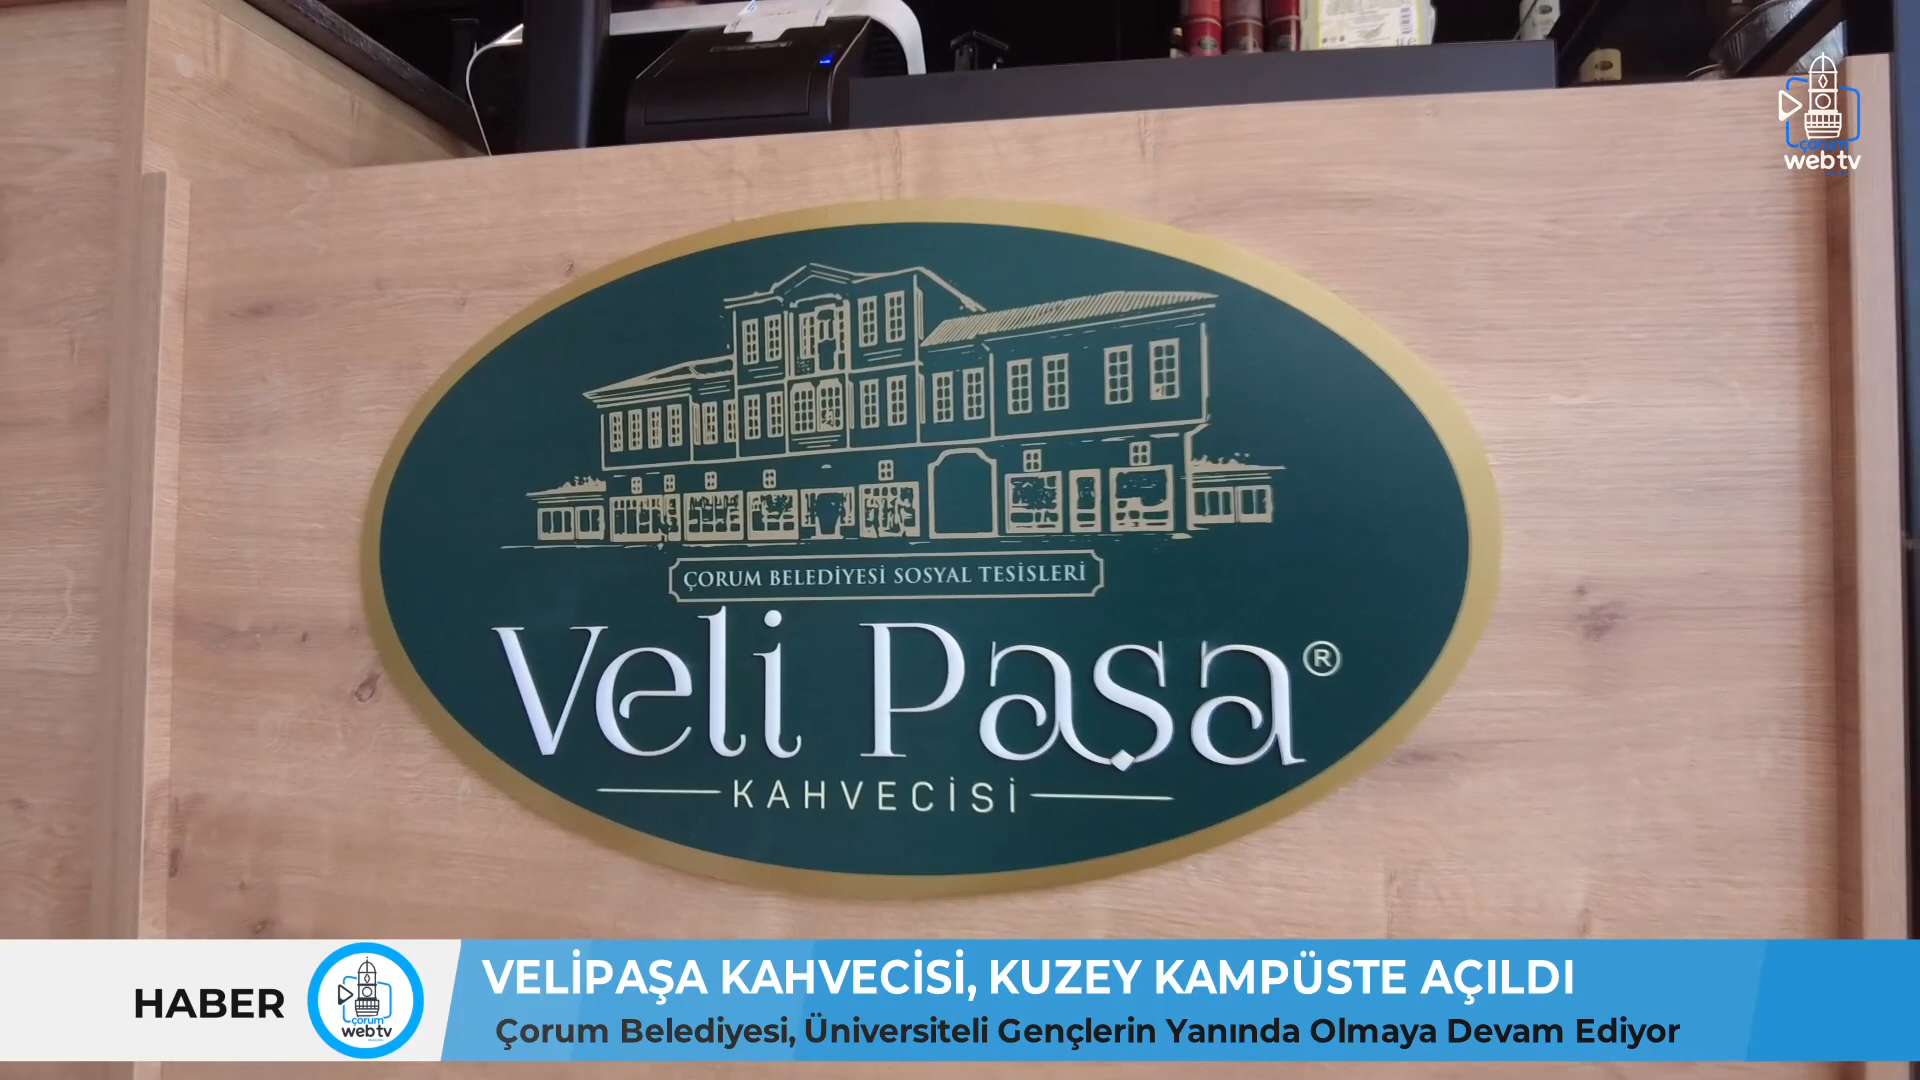 çorum
webtv
ÇORUM BELEDİYESİ SOSYAL TESİSLERİ
Veli Paşa®
KAHVECİSİ
HABER
çorum
webtv
VELİPAŞA KAHVECİSİ, KUZEY KAMPÜSTE AÇILDI
Çorum Belediyesi, Üniversiteli Gençlerin Yanında Olmaya Devam Ediyor